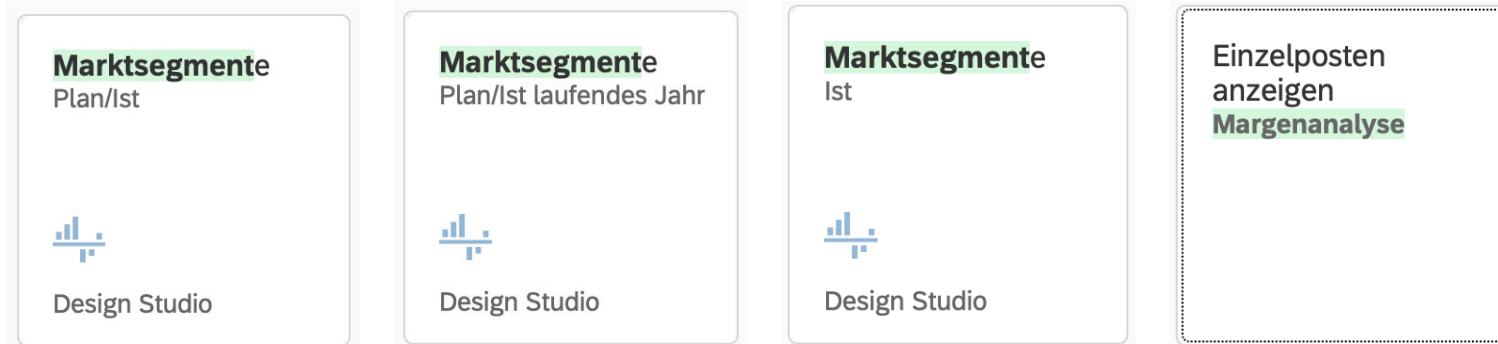 Marktsegmente
Plan/Ist
Design Studio
Marktsegmente
Plan/Ist laufendes Jahr
Design Studio
Marktsegmente
Ist
Design Studio
Einzelposten
anzeigen
Margenanalyse